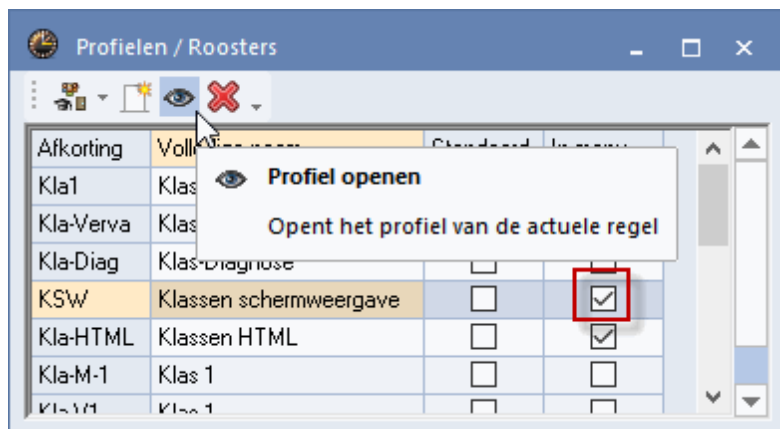 Profielen / Roosters
Afkorting
Profiel openen
Opent het profiel van de actuele regel
Kla1 Klas
Kla-Verva Klas
Kla-Diag Klas-Diagnose
KSW Klassen schermweergave
Kla-HTML Klassen HTML
Kla-M-1 Klas 1